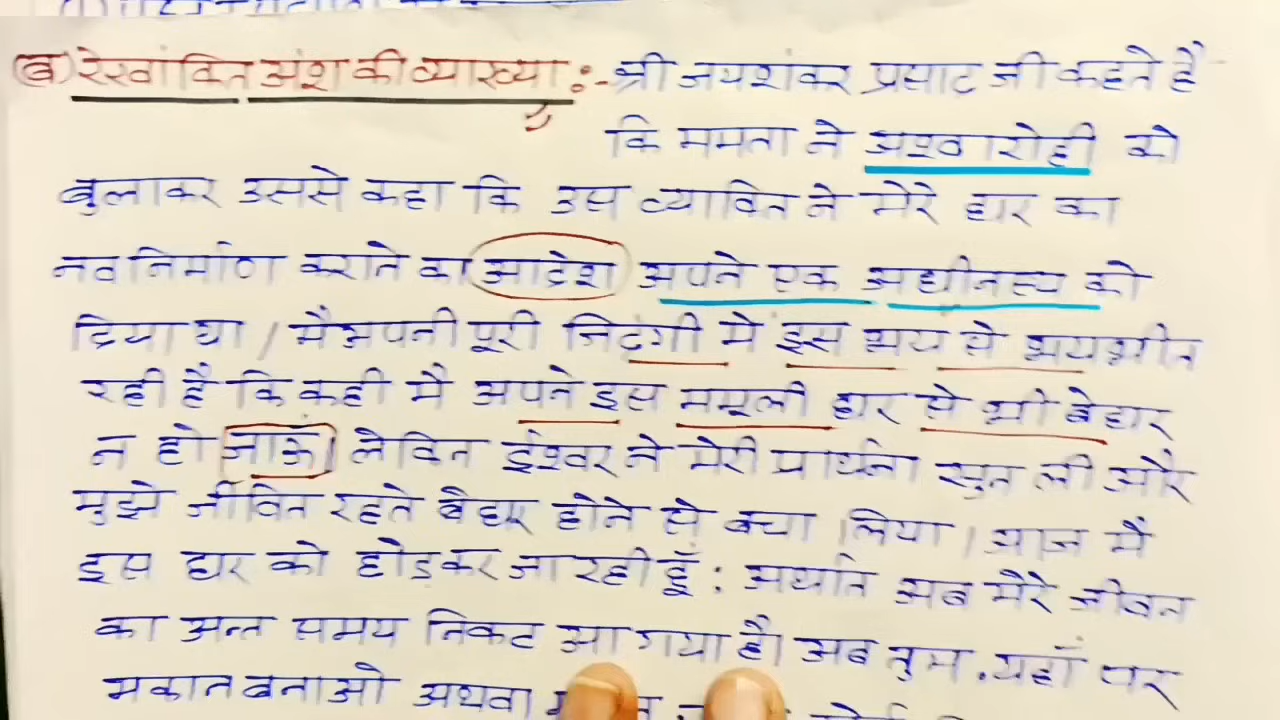 (ब) रेखांकित अंश की व्याख्या :- श्री जयशंकर प्रसाद जी कहते हैं
कि ममता ने अश्वारोही को
बुलाकर उससे कहा कि उस व्यक्ति ने मेरे घर का
नवनिर्माण कराने का आदेश अपने एक अधीनस्थ को
दिया था / मैं अपनी पूरी जिदंगी में इस भय से भयभीत
रही है कि कही मै अपने इस ममूली घर से भी बेघर
न हो जाऊं लेकिन ईश्वर ने मेरी प्रार्थना सुन ली और
मुझे जीवित रहते बेघर होने से बचा लिया / आज मैं
इस घर को छोड़कर जा रही हूँ : अर्थात अब मेरे जीवन
का अन्त समय निकट आ गया है। अब तुम यहाँ पर
मकान बनाओ अथवा